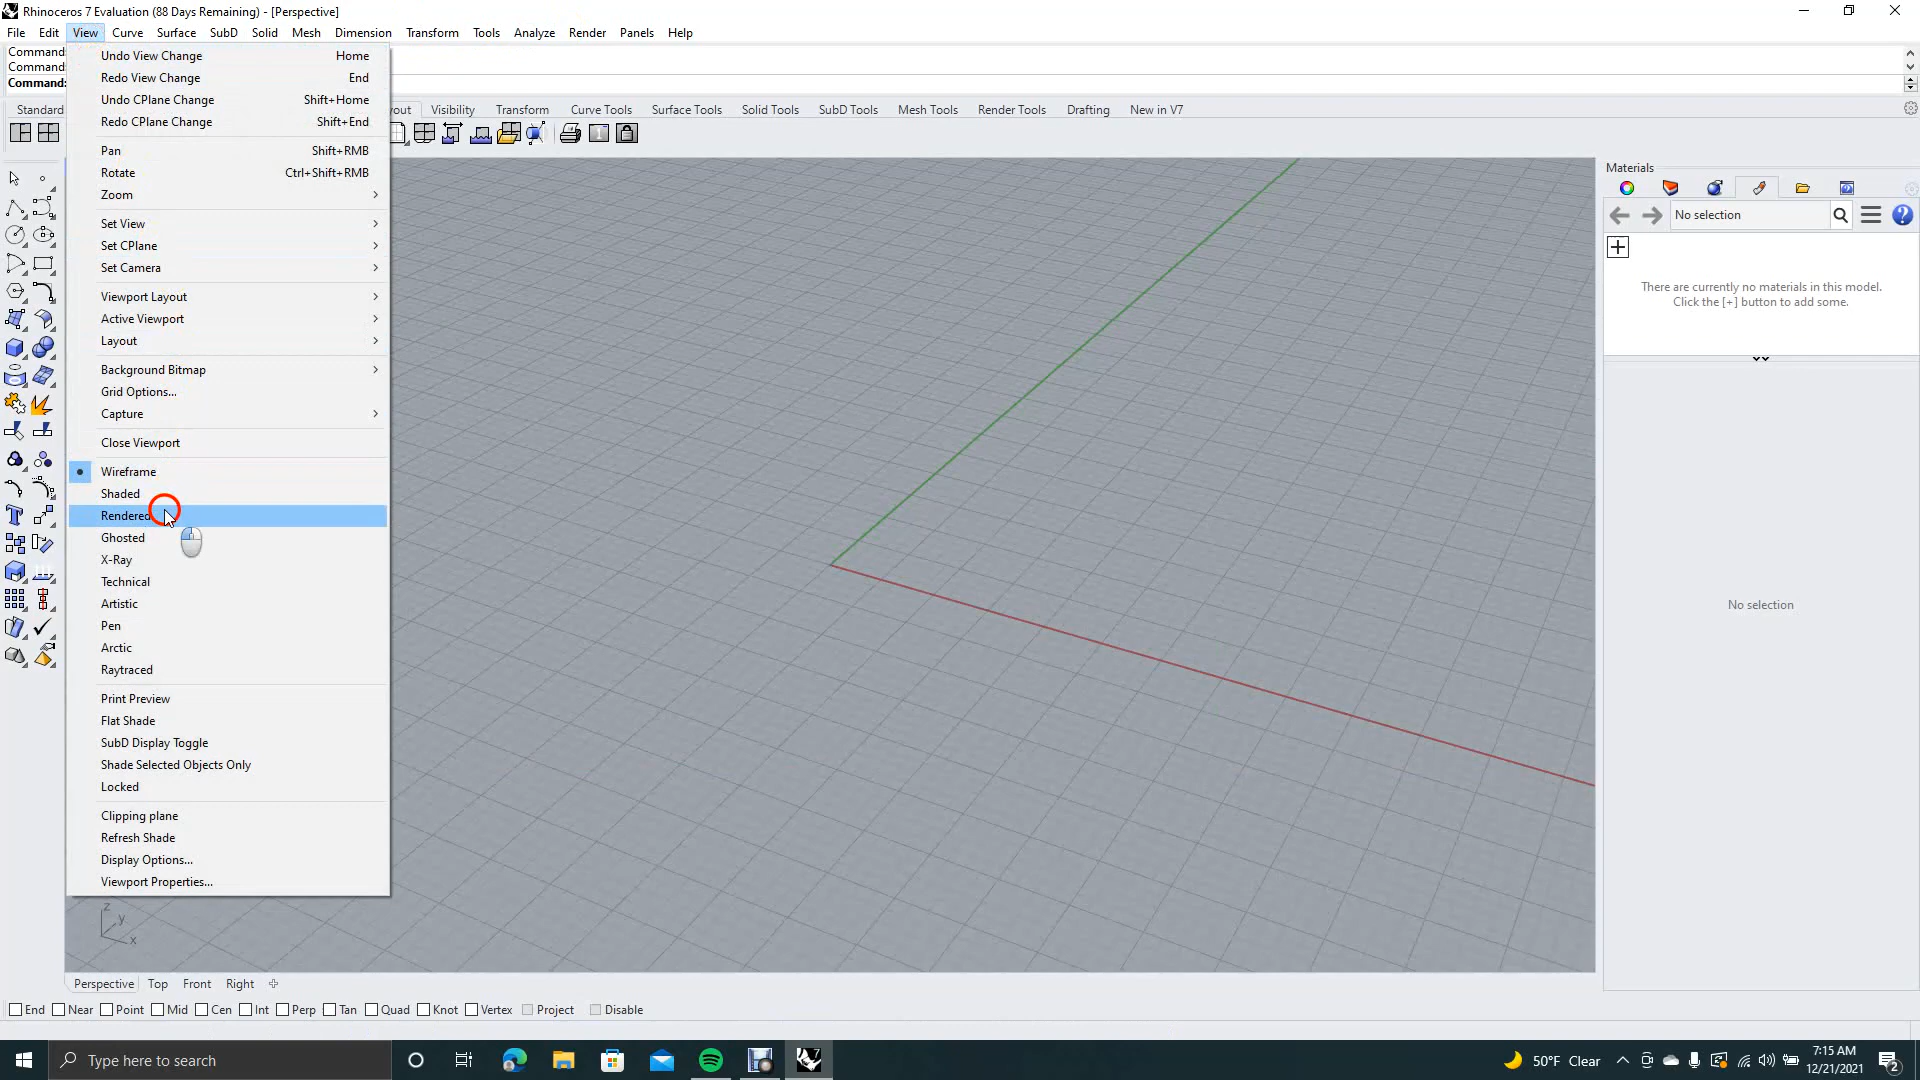 Rhinoceros 7 Evaluation (88 Days Remaining) - [Perspective]
File Edit View Curve Surface SubD Solid Mesh Dimension Transform Tools Analyze Render Panels Help
Command:
Command:
Command:
Standard
Visibility Transform Curve Tools Surface Tools Solid Tools SubD Tools Mesh Tools Render Tools Drafting New in V7
Undo View Change Home
Redo View Change End
Undo CPlane Change Shift+Home
Redo CPlane Change Shift+End
Pan Shift+RMB
Rotate Ctrl+Shift+RMB
Zoom
Set View
Set CPlane
Set Camera
Viewport Layout
Active Viewport
Layout
Background Bitmap
Grid Options...
Capture
Close Viewport
Wireframe
Shaded
Rendered
Ghosted
X-Ray
Technical
Artistic
Pen
Arctic
Raytraced
Print Preview
Flat Shade
SubD Display Toggle
Shade Selected Objects Only
Locked
Clipping plane
Refresh Shade
Display Options...
Viewport Properties...
Materials
No selection
There are currently no materials in this model.
Click the [+] button to add some.
No selection
z
y
x
Perspective Top Front Right
End Near Point Mid Cen Int Perp Tan Quad Knot Vertex Project Disable
Type here to search
50°F Clear
7:15 AM
12/21/2021
2